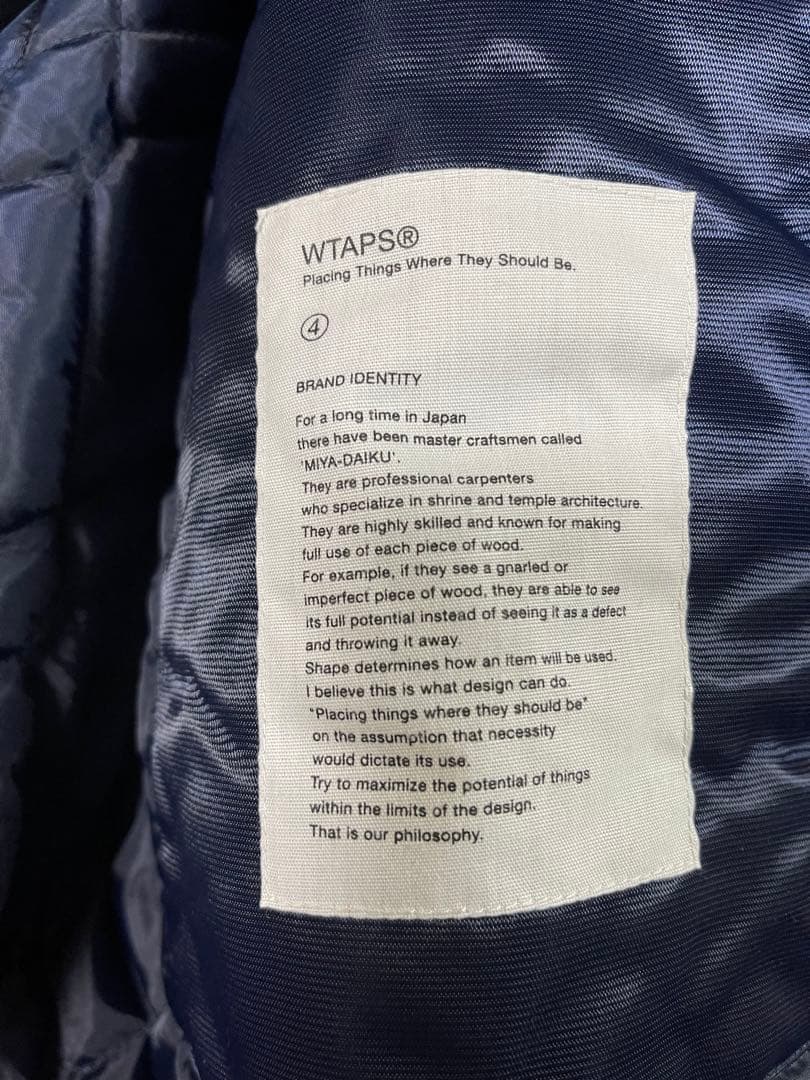 WTAPS®
Placing Things Where They Should Be.
④
BRAND IDENTITY
For a long time in Japan
there have been master craftsmen called
'MIYA-DAIKU'.
They are professional carpenters
who specialize in shrine and temple architecture.
They are highly skilled and known for making
full use of each piece of wood.
For example, if they see a gnarled or
imperfect piece of wood, they are able to see
its full potential instead of seeing it as a defect
and throwing it away.
Shape determines how an item will be used.
I believe this is what design can do.
"Placing things where they should be"
on the assumption that necessity
would dictate its use.
Try to maximize the potential of things
within the limits of the design.
That is our philosophy.